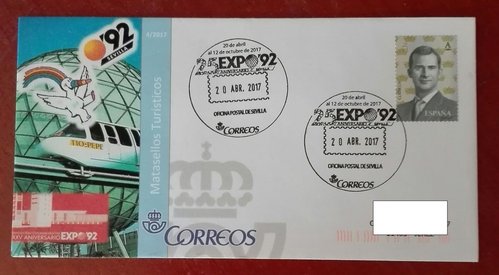 '92
SEVILLA
4/2017
Matasellos Turísticos
XXV ANIVERSARIO EXPO'92
CORREOS
20 de abril
al 12 de octubre de 2017
25 EXPO'92
ANIVERSARIO
20 ABR. 2017
OFICINA POSTAL DE SEVILLA
CORREOS
20 de abril
al 12 de octubre de 2017
25 EXPO'92
ANIVERSARIO
20 ABR. 2017
OFICINA POSTAL DE SEVILLA
CORREOS
A
ESPAÑA